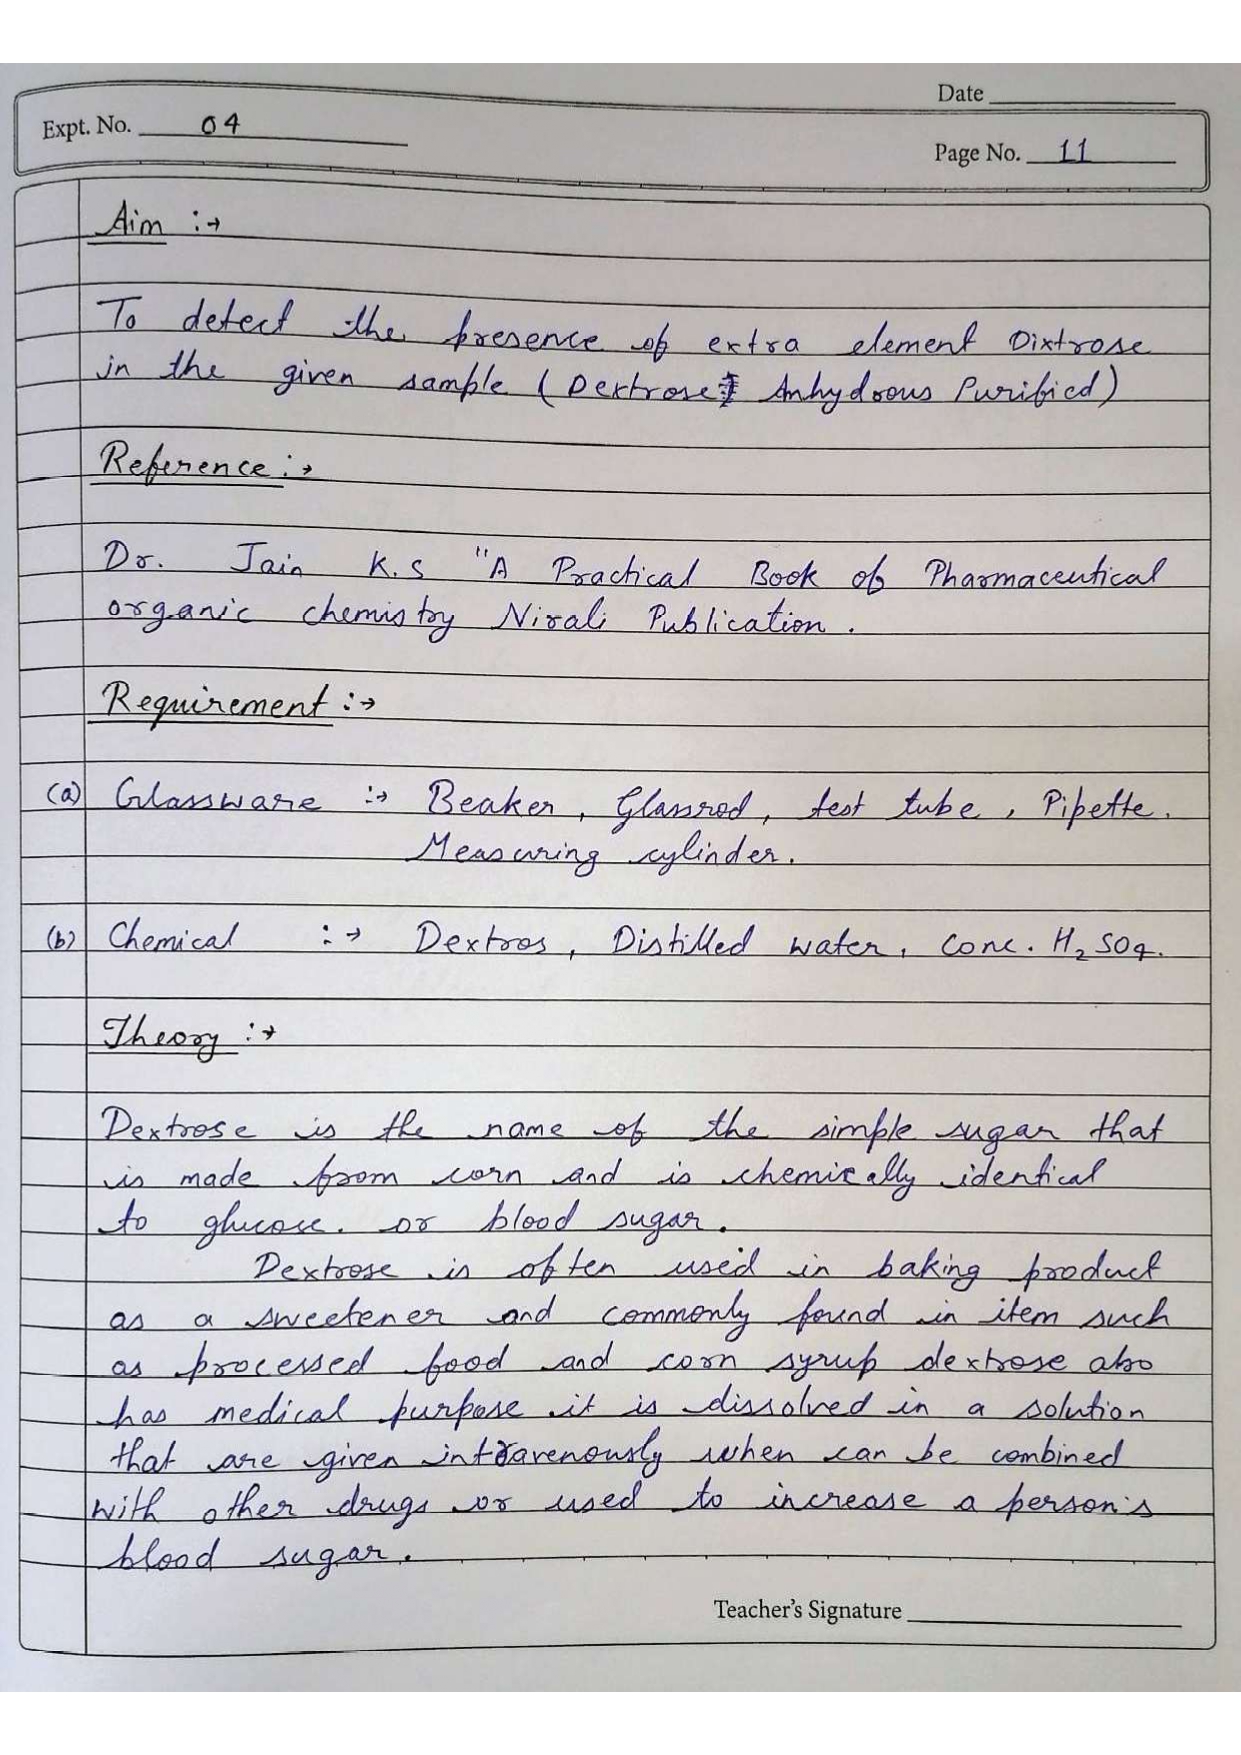 Date
Expt. No. 04
Page No. 11
Aim :→
To detect the presence of extra element Dixtrose
in the given sample (Dextrose Anhydrous Purified)
Reference :→
Dr. Jain K.S "A Practical Book of Pharmaceutical
organic chemistry Nirali Publication.
Requirement :→
(a) Glassware :→ Beaker, Glassrod, test tube, Pipette.
Measuring cylinder.
(b) Chemical :→ Dextros, Distilled water, conc. H₂SO₄.
Theory :→
Dextrose is the name of the simple sugar that
is made from corn and is chemically identical
to glucose. or blood sugar.
Dextrose is often used in baking product
as a sweetener and commonly found in item such
as processed food and corn syrup dextrose also
has medical purpose it is dissolved in a solution
that are given intravenously when can be combined
with other drugs or used to increase a person's
blood sugar.
Teacher's Signature